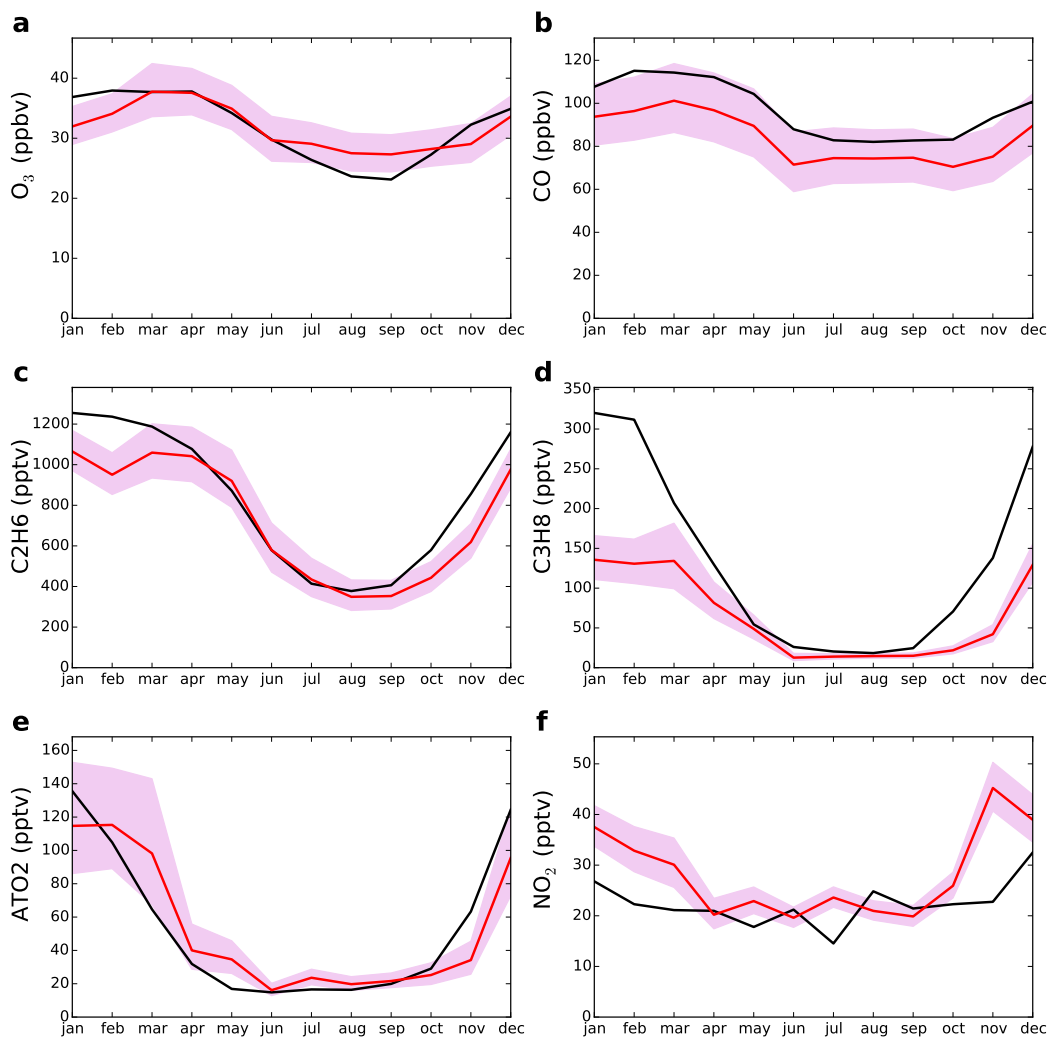 a
O₃ (ppbv)
40
30
20
10
0
jan feb mar apr may jun jul aug sep oct nov dec
b
CO (ppbv)
120
100
80
60
40
20
0
jan feb mar apr may jun jul aug sep oct nov dec
c
C2H6 (pptv)
1200
1000
800
600
400
200
0
jan feb mar apr may jun jul aug sep oct nov dec
d
C3H8 (pptv)
350
300
250
200
150
100
50
0
jan feb mar apr may jun jul aug sep oct nov dec
e
ATO2 (pptv)
160
140
120
100
80
60
40
20
0
jan feb mar apr may jun jul aug sep oct nov dec
f
NO₂ (pptv)
50
40
30
20
10
0
jan feb mar apr may jun jul aug sep oct nov dec